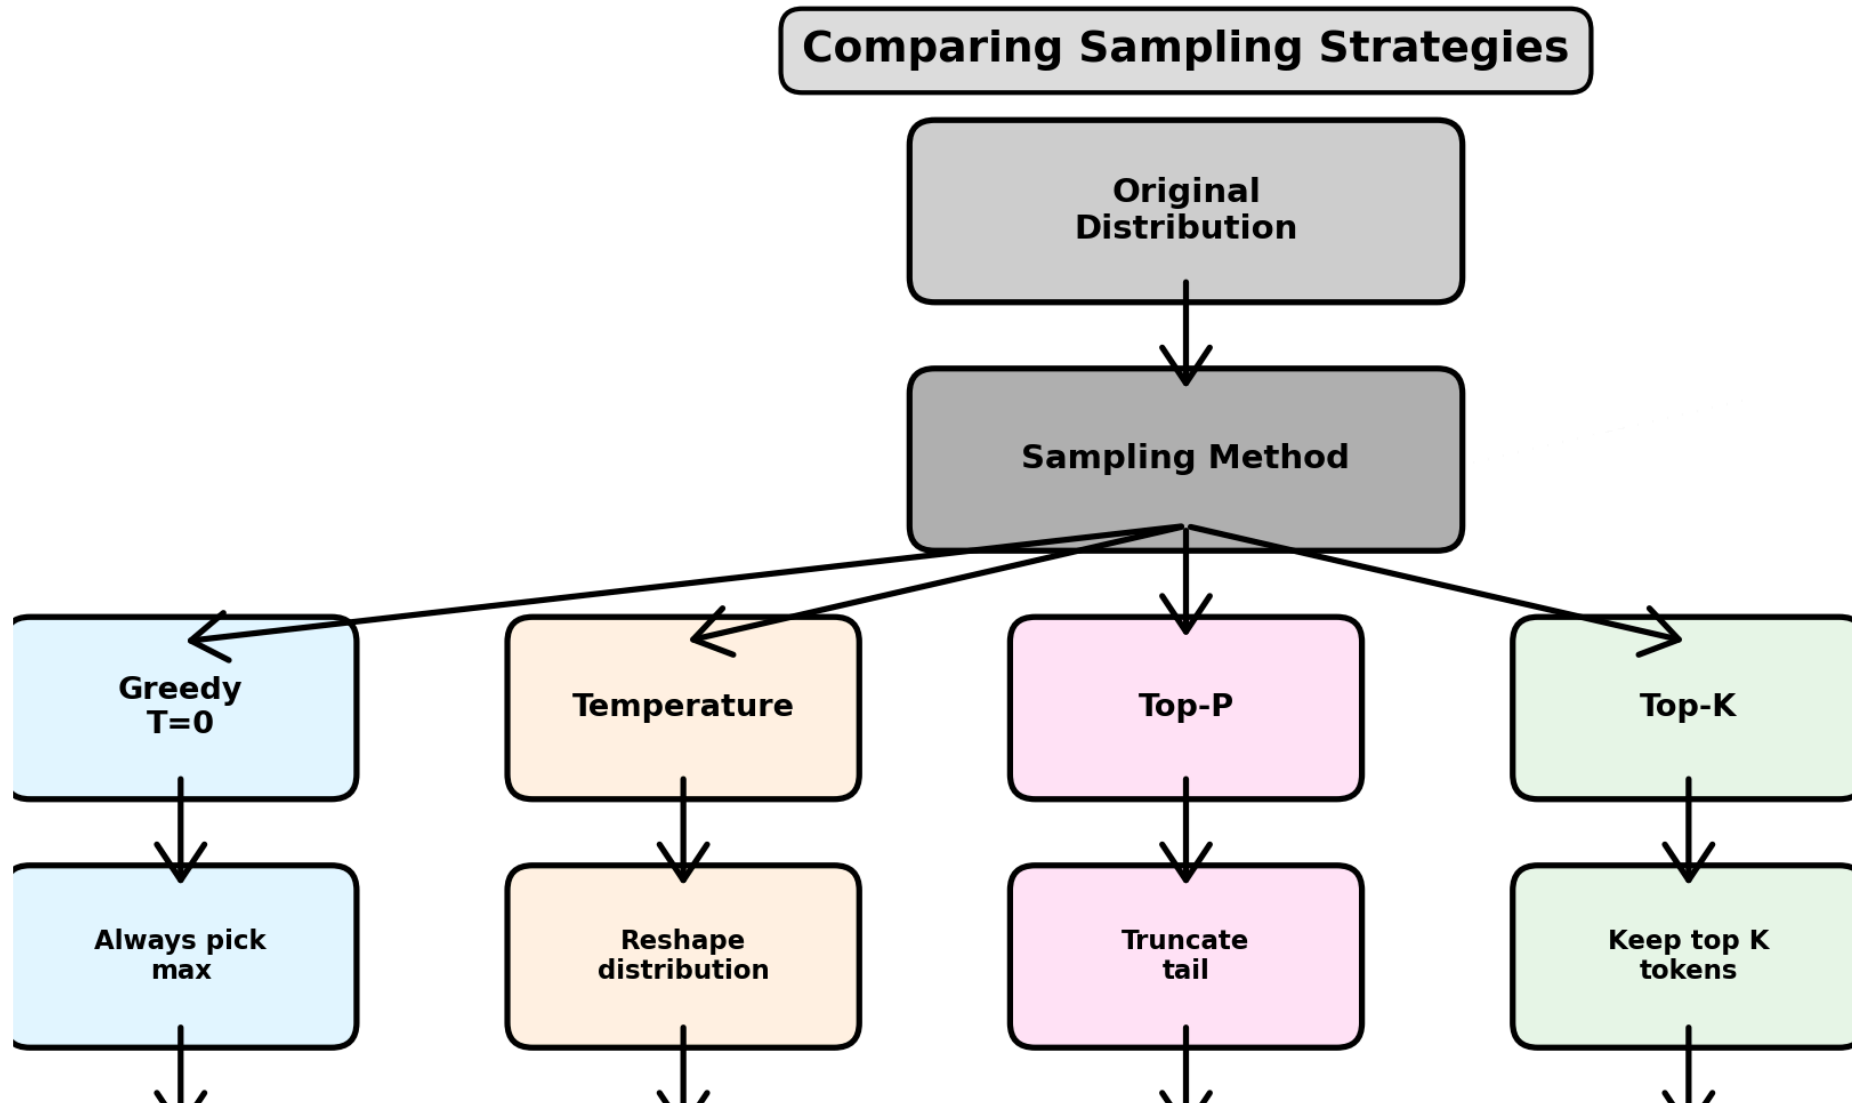 Comparing Sampling Strategies
Original
Distribution
Sampling Method
Greedy
T=0
Temperature
Top-P
Top-K
Always pick
max
Reshape
distribution
Truncate
tail
Keep top K
tokens